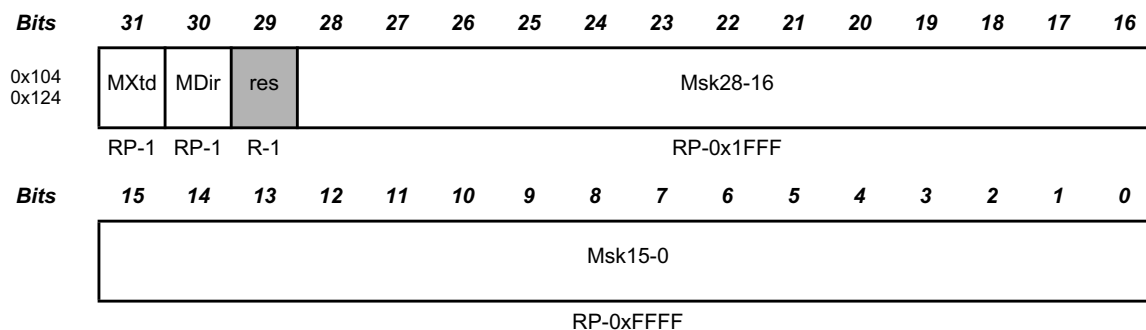 Bits 31 30 29 28 27 26 25 24 23 22 21 20 19 18 17 16
0x104
0x124
MXtd MDir res Msk28-16
RP-1 RP-1 R-1 RP-0x1FFF
Bits 15 14 13 12 11 10 9 8 7 6 5 4 3 2 1 0
Msk15-0
RP-0xFFFF